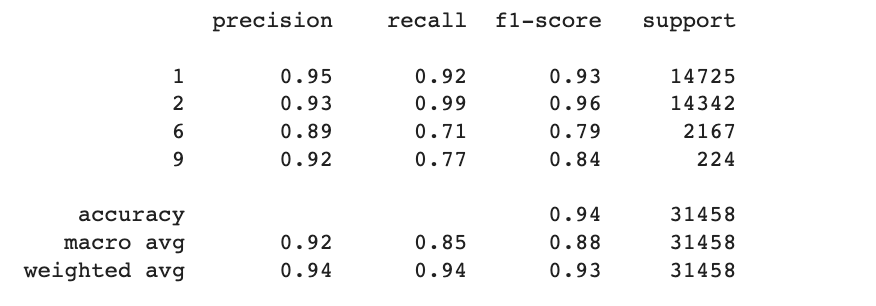 precision recall f1-score support
1 0.95 0.92 0.93 14725
2 0.93 0.99 0.96 14342
6 0.89 0.71 0.79 2167
9 0.92 0.77 0.84 224
accuracy 0.94 31458
macro avg 0.92 0.85 0.88 31458
weighted avg 0.94 0.94 0.93 31458